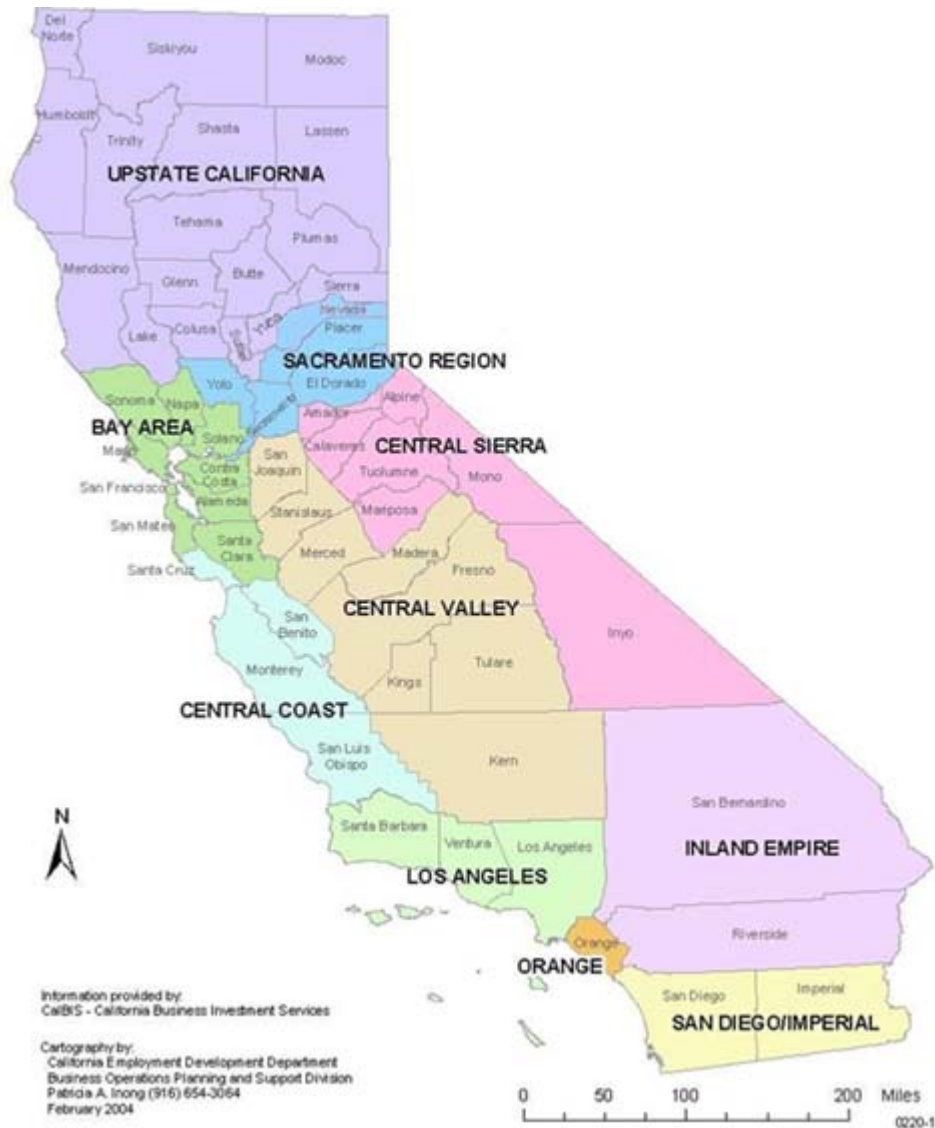 Del
Norte
Siskiyou
Modoc
Humboldt
Trinity
Shasta
Lassen
UPSTATE CALIFORNIA
Tehama
Plumas
Mendocino
Glenn
Butte
Sierra
Nevada
Lake
Colusa
Sutter
Yuba
Placer
SACRAMENTO REGION
Yolo
El Dorado
Sonoma
Napa
Sacramento
Alpine
Amador
BAY AREA
Solano
Calaveras
CENTRAL SIERRA
Marin
Contra
Costa
San
Joaquin
Tuolumne
Mono
San Francisco
Alameda
Stanislaus
Mariposa
San Mateo
Santa
Clara
Merced
Madera
Santa Cruz
Fresno
CENTRAL VALLEY
San
Benito
Inyo
Monterey
Kings
Tulare
CENTRAL COAST
San Luis
Obispo
Kern
San Bernardino
N
Santa Barbara
Ventura
Los Angeles
INLAND EMPIRE
LOS ANGELES
Orange
Riverside
ORANGE
San Diego
Imperial
SAN DIEGO/IMPERIAL
Information provided by:
CalBIS - California Business Investment Services
Cartography by:
California Employment Development Department
Business Operations Planning and Support Division
Patricia A. Inong (916) 654-3064
February 2004
0 50 100 200 Miles
0220-1